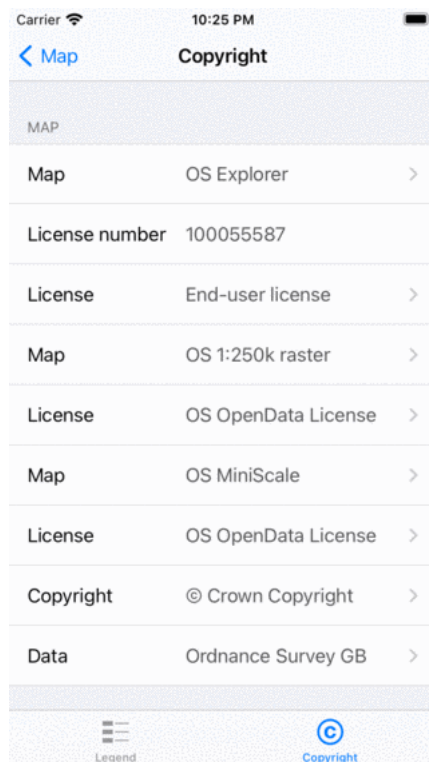 Carrier 10:25 PM
Map Copyright
MAP
Map OS Explorer
License number 100055587
License End-user license
Map OS 1:250k raster
License OS OpenData License
Map OS MiniScale
License OS OpenData License
Copyright © Crown Copyright
Data Ordnance Survey GB
Legend Copyright